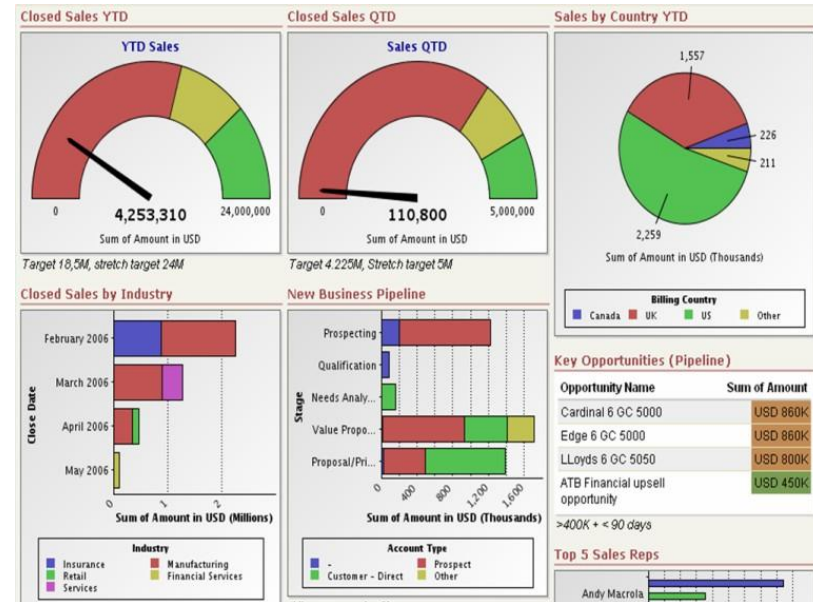 Closed Sales YTD
YTD Sales
0
24,000,000
4,253,310
Sum of Amount in USD
Target 18,5M, stretch target 24M
Closed Sales QTD
Sales QTD
0
5,000,000
110,800
Sum of Amount in USD
Target 4.225M, Stretch target 5M
Sales by Country YTD
1,557
226
211
2,259
Sum of Amount in USD (Thousands)
Billing Country
Canada UK US Other
Closed Sales by Industry
Close Date
February 2006
March 2006
April 2006
May 2006
0 1 2
Sum of Amount in USD (Millions)
Industry
Insurance Manufacturing
Retail Financial Services
Services
New Business Pipeline
Stage
Prospecting
Qualification
Needs Analy...
Value Propo...
Proposal/Pri...
0 400 800 1,200 1,600
Sum of Amount in USD (Thousands)
Account Type
- Prospect
Customer - Direct Other
Key Opportunities (Pipeline)
Opportunity Name Sum of Amount
Cardinal 6 GC 5000 USD 860K
Edge 6 GC 5000 USD 860K
LLoyds 6 GC 5050 USD 800K
ATB Financial upsell USD 450K
opportunity
>400K + < 90 days
Top 5 Sales Reps
Andy Macrola